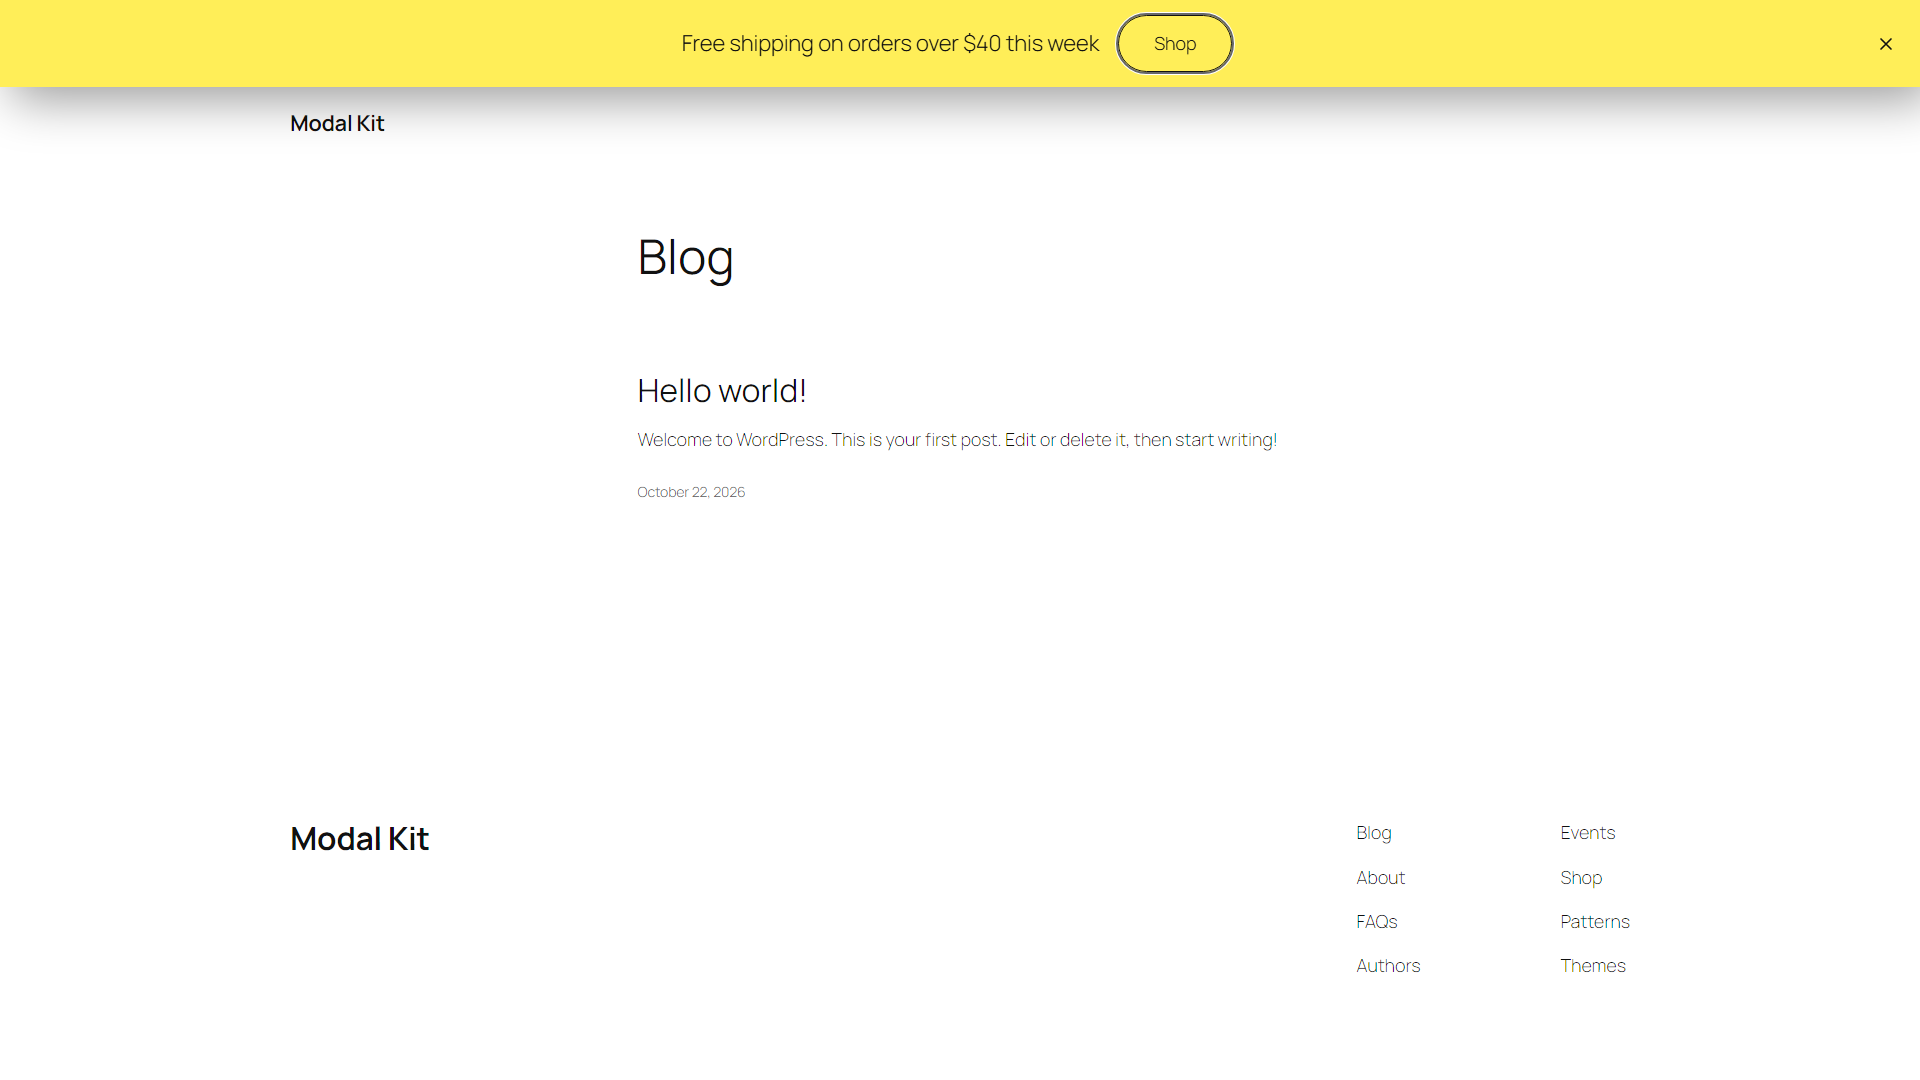 Free shipping on orders over $40 this week
Shop
Modal Kit
Blog
Hello world!
Welcome to WordPress. This is your first post. Edit or delete it, then start writing!
October 22, 2026
Modal Kit
Blog
About
FAQs
Authors
Events
Shop
Patterns
Themes